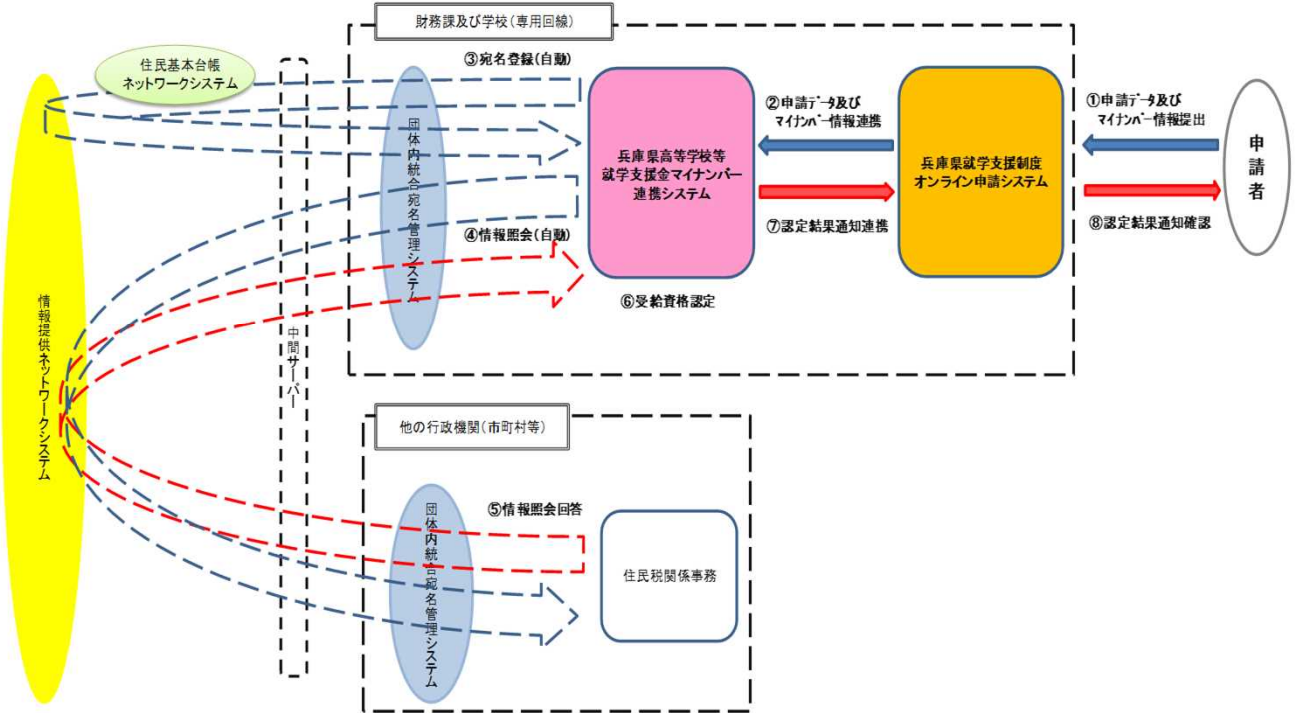 財務課及び学校（専用回線）
住民基本台帳
ネットワークシステム
③宛名登録(自動)
②申請データ及び
マイナンバー情報連携
①申請データ及び
マイナンバー情報提出
団体内統合宛名管理システム
兵庫県高等学校等
就学支援金マイナンバー
連携システム
兵庫県就学支援制度
オンライン申請システム
申請者
④情報照会(自動)
⑦認定結果通知連携
⑧認定結果通知確認
⑥受給資格認定
情報提供ネットワークシステム
中間サーバー
他の行政機関（市町村等）
団体内統合宛名管理システム
⑤情報照会回答
住民税関係事務